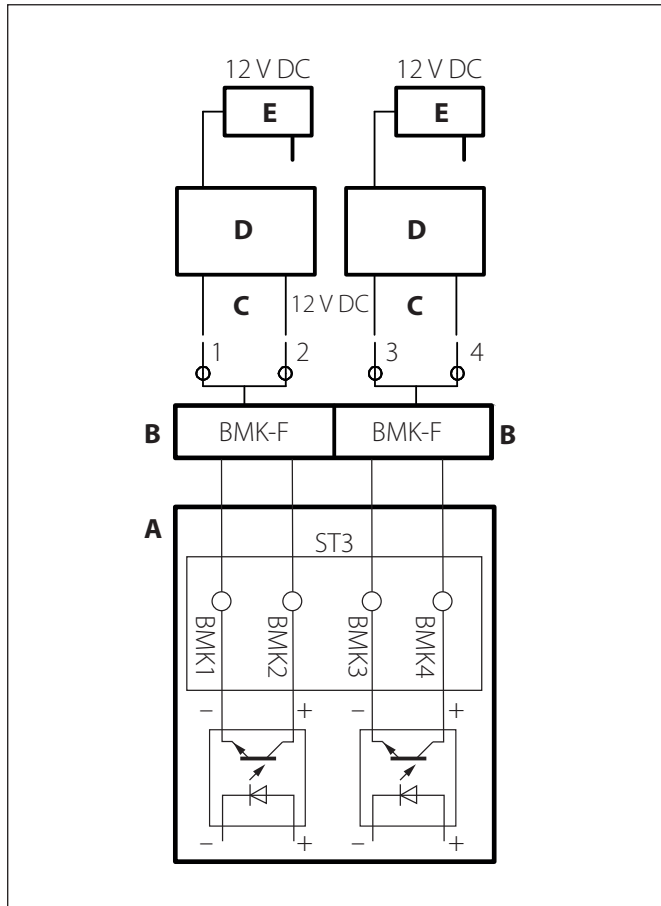 12 V DC 12 V DC
E E
D D
C 12 V DC C
1 2 3 4
B BMK-F BMK-F B
A
ST3
BMK1 BMK2 BMK3 BMK4
− + − +
− + − +